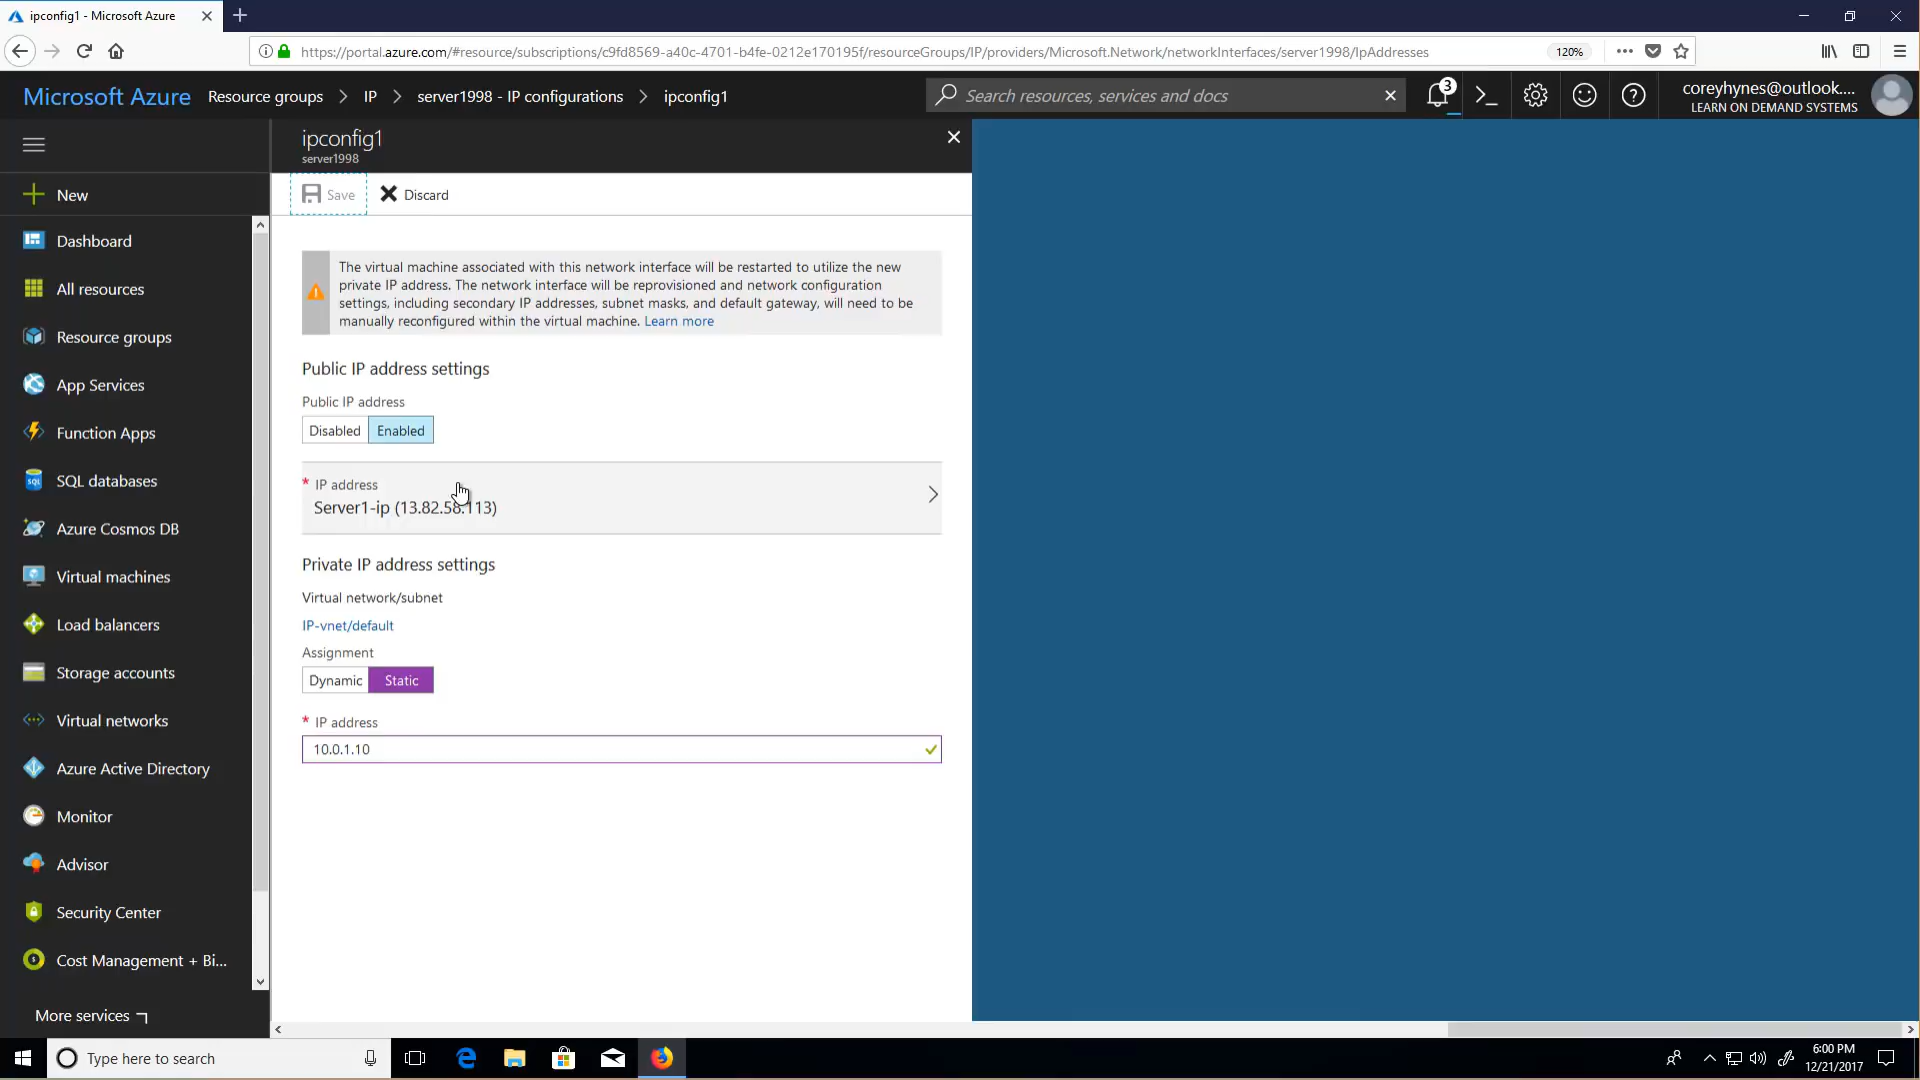 ipconfig1 - Microsoft Azure
https://portal.azure.com/#resource/subscriptions/c9fd8569-a40c-4701-b4fe-0212e170195f/resourceGroups/IP/providers/Microsoft.Network/networkInterfaces/server1998/IpAddresses
120%
Microsoft Azure
Resource groups > IP > server1998 - IP configurations > ipconfig1
Search resources, services and docs
3
coreyhynes@outlook....
LEARN ON DEMAND SYSTEMS
New
Dashboard
All resources
Resource groups
App Services
Function Apps
SQL databases
Azure Cosmos DB
Virtual machines
Load balancers
Storage accounts
Virtual networks
Azure Active Directory
Monitor
Advisor
Security Center
Cost Management + Bi...
More services
ipconfig1
server1998
Save
Discard
The virtual machine associated with this network interface will be restarted to utilize the new
private IP address. The network interface will be reprovisioned and network configuration
settings, including secondary IP addresses, subnet masks, and default gateway, will need to be
manually reconfigured within the virtual machine. Learn more
Public IP address settings
Public IP address
Disabled Enabled
* IP address
Server1-ip (13.82.58.113)
Private IP address settings
Virtual network/subnet
IP-vnet/default
Assignment
Dynamic Static
* IP address
10.0.1.10
Type here to search
6:00 PM
12/21/2017